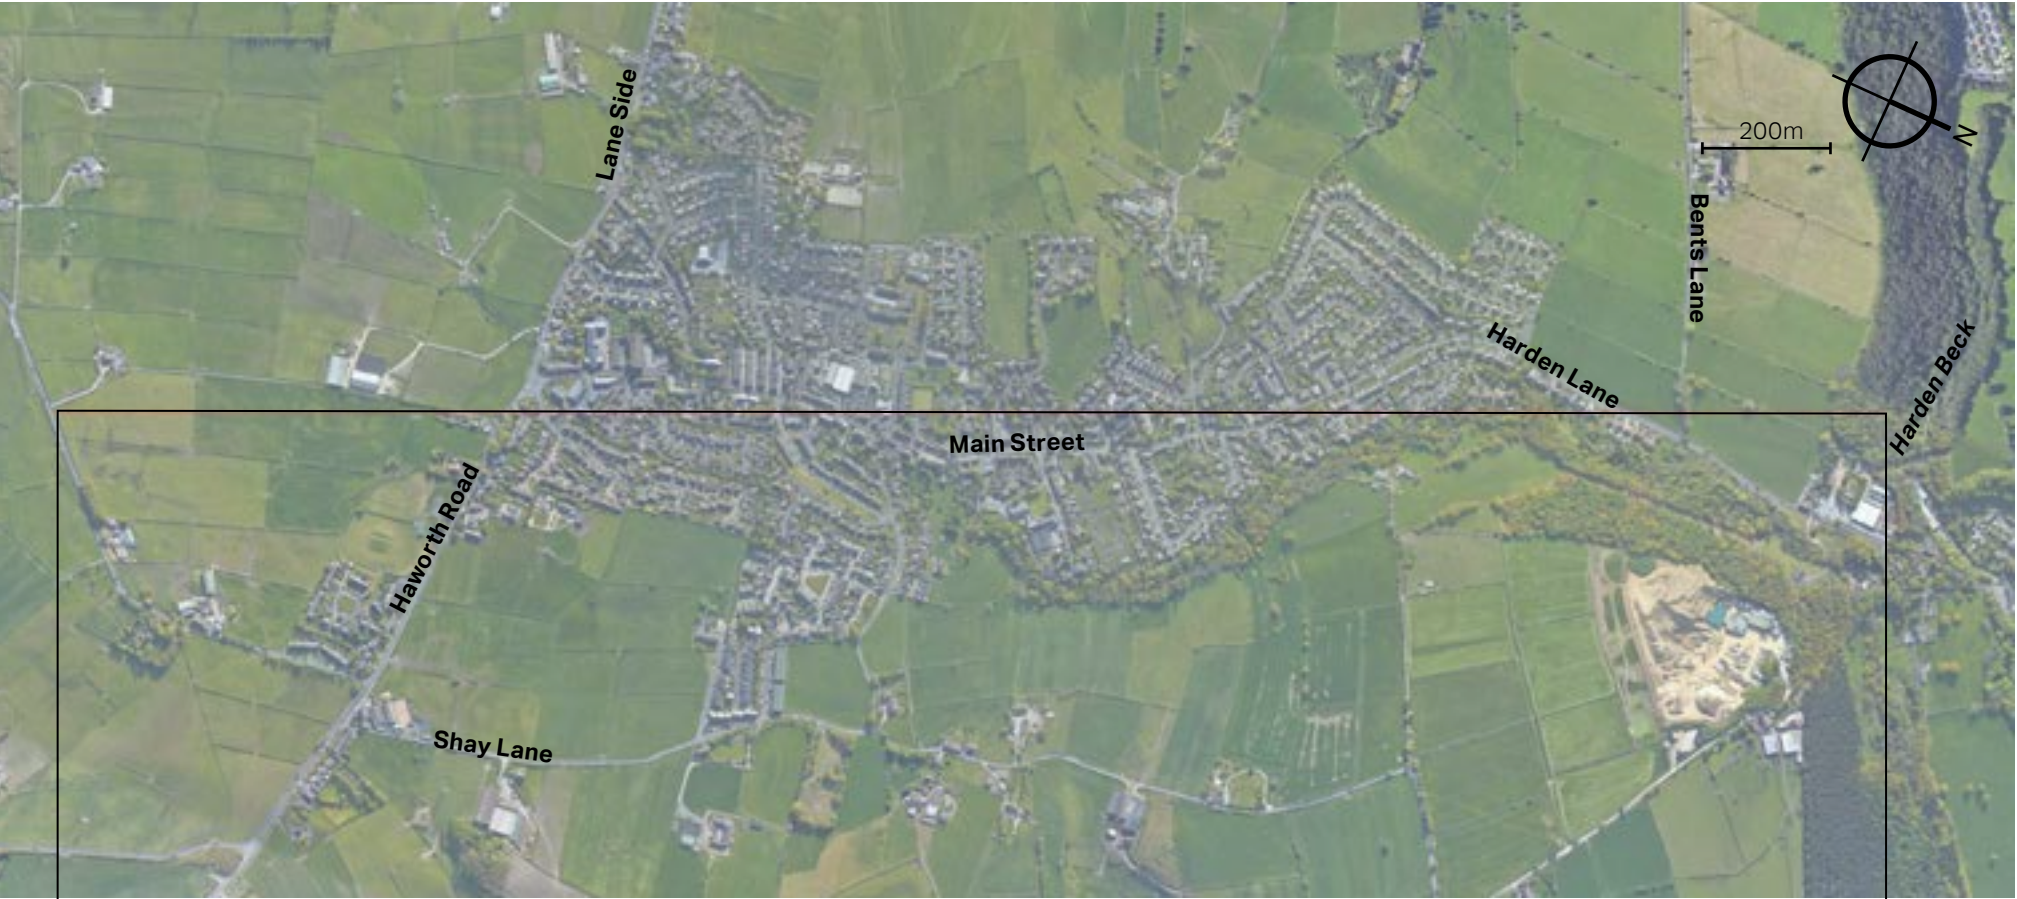 Lane Side
200m
N
Bents Lane
Harden Lane
Harden Beck
Main Street
Haworth Road
Shay Lane